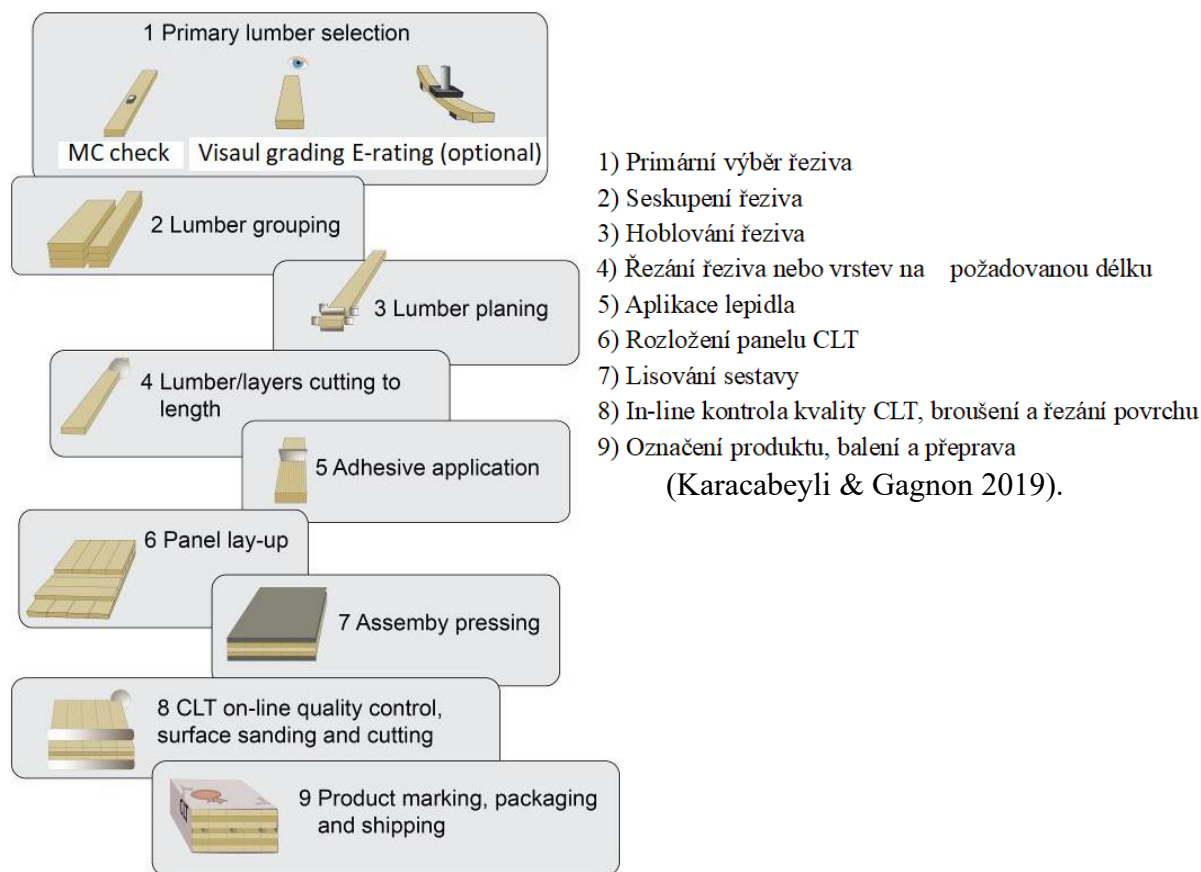 1 Primary lumber selection
MC check
Visaul grading
E-rating (optional)
2 Lumber grouping
3 Lumber planing
4 Lumber/layers cutting to
length
5 Adhesive application
6 Panel lay-up
7 Assemby pressing
8 CLT on-line quality control,
surface sanding and cutting
CLT
9 Product marking, packaging
and shipping
1) Primární výběr řeziva
2) Seskupení řeziva
3) Hoblování řeziva
4) Řezání řeziva nebo vrstev na požadovanou délku
5) Aplikace lepidla
6) Rozložení panelu CLT
7) Lisování sestavy
8) In-line kontrola kvality CLT, broušení a řezání povrchu
9) Označení produktu, balení a přeprava
(Karacabeyli & Gagnon 2019).